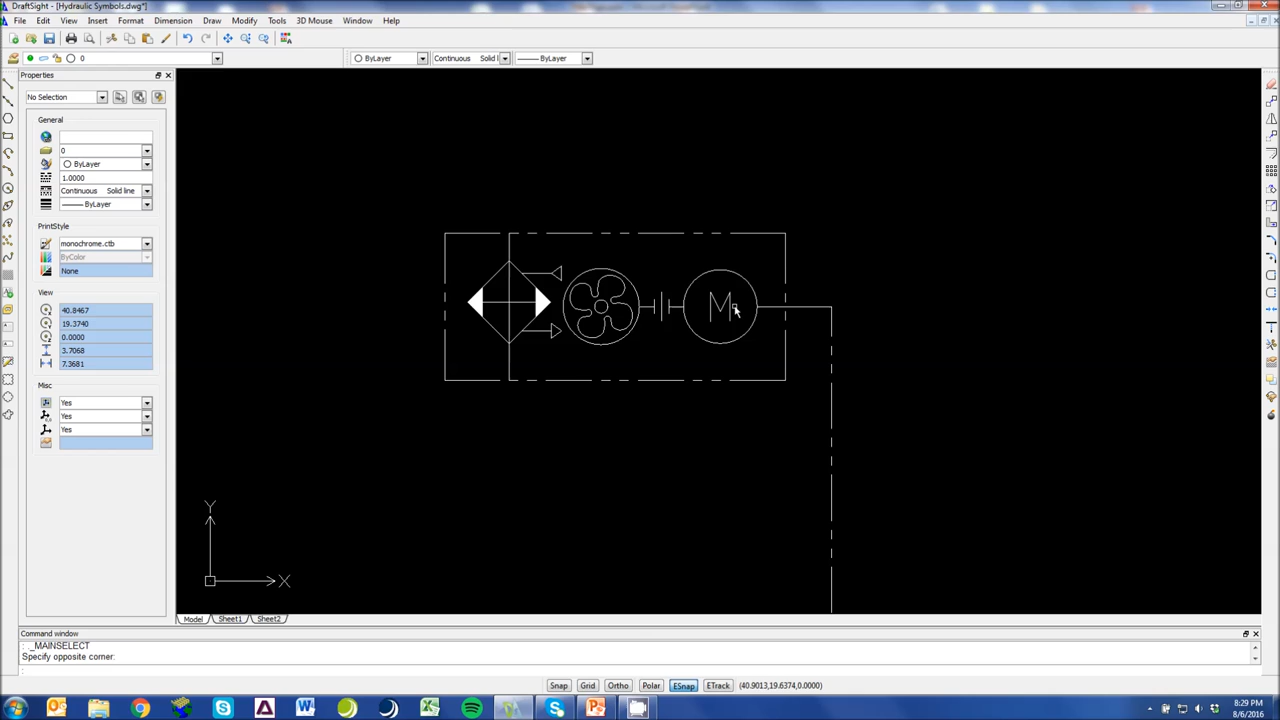 DraftSight - [Hydraulic Symbols.dwg*]
File Edit View Insert Format Dimension Draw Modify Tools 3D Mouse Window Help
0 ByLayer Continuous Solid l ByLayer
Properties
No Selection
General
0
ByLayer
1.0000
Continuous Solid line
ByLayer
PrintStyle
monochrome.ctb
ByColor
None
View
40.8467
19.3740
0.0000
3.7068
7.3681
Misc
Yes
Yes
Yes
M
Y
X
Model Sheet1 Sheet2
Command window
: ._MAINSELECT
Specify opposite corner:
:
Snap Grid Ortho Polar ESnap ETrack (40.9013,19.6374,0.0000)
8:29 PM
8/6/2016